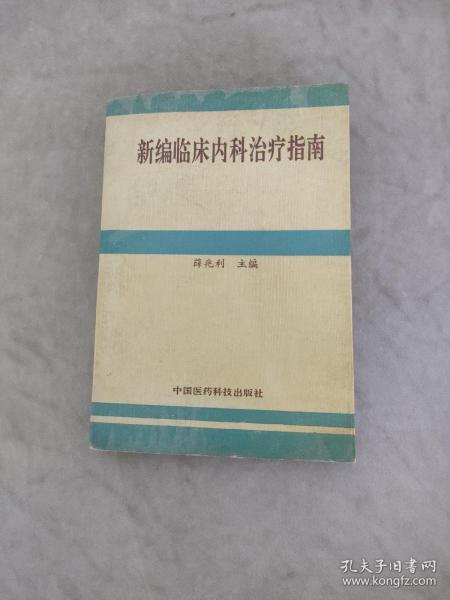 新编临床内科治疗指南
薛兆利 主编
中国医药科技出版社
孔夫子旧书网
www.kongfz.com